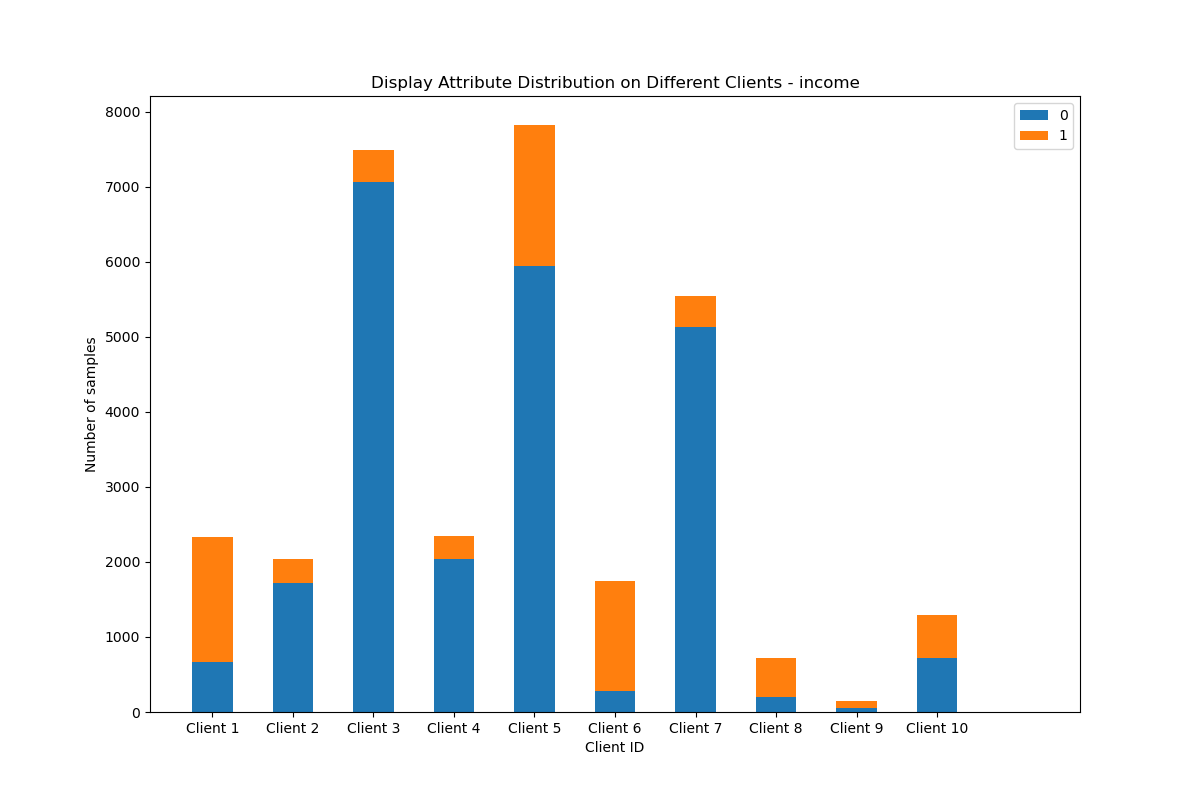 Display Attribute Distribution on Different Clients - income
0
1
8000
7000
6000
5000
4000
3000
2000
1000
0
Number of samples
Client 1 Client 2 Client 3 Client 4 Client 5 Client 6 Client 7 Client 8 Client 9 Client 10
Client ID